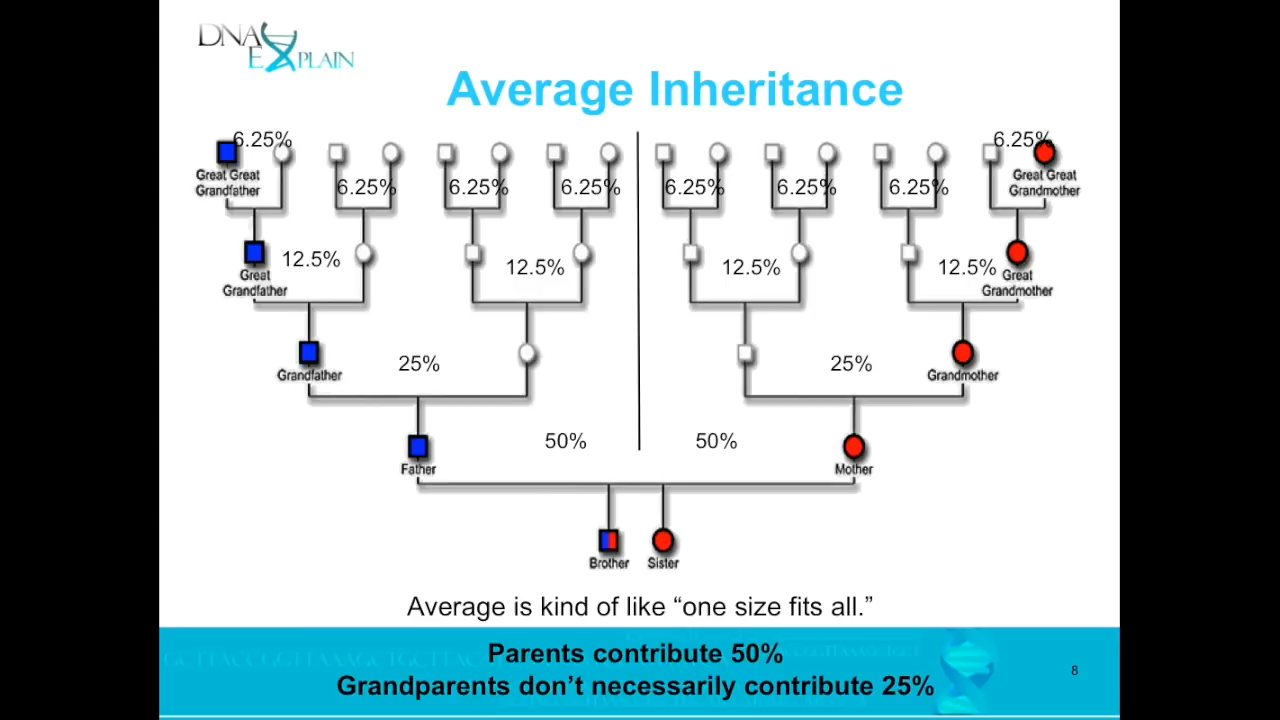 DNA
EXPLAIN
Average Inheritance
6.25%
6.25%
Great Great
Grandfather
6.25%
6.25%
6.25%
6.25%
6.25%
6.25%
Great Great
Grandmother
12.5%
12.5%
12.5%
12.5%
Great
Grandfather
Great
Grandmother
25%
25%
Grandfather
Grandmother
50%
50%
Father
Mother
Brother
Sister
Average is kind of like “one size fits all.”
Parents contribute 50%
Grandparents don’t necessarily contribute 25%
8